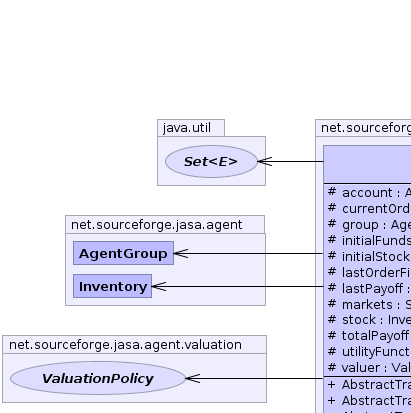 java.util
net.sourceforge
Set<E>
# account : A
# currentOrd
net.sourceforge.jasa.agent
# group : Age
# initialFunds
AgentGroup
# initialStock
# lastOrderFi
Inventory
# lastPayoff :
# markets : S
# stock : Inve
# totalPayoff
net.sourceforge.jasa.agent.valuation
# utilityFunct
# valuer : Val
ValuationPolicy
+ AbstractTra
+ AbstractTra